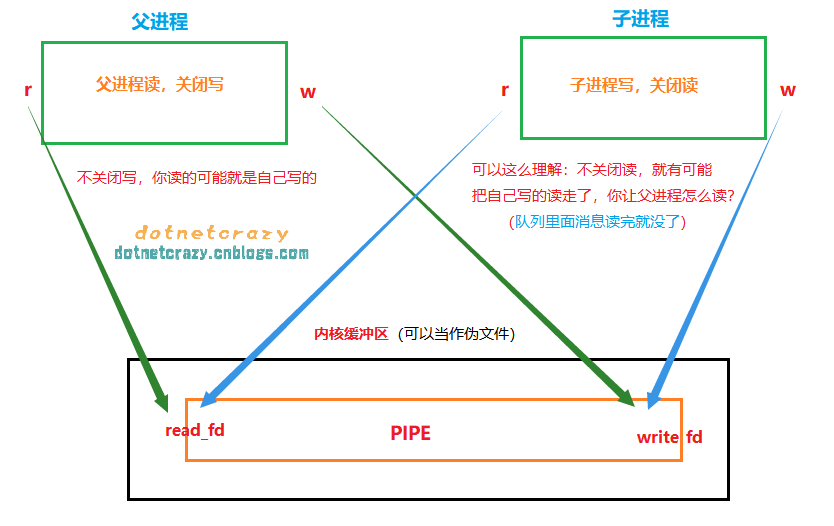 父进程
子进程
r
父进程读，关闭写
w
r
子进程写，关闭读
w
不关闭写，你读的可能就是自己写的
可以这么理解：不关闭读，就有可能
把自己写的读走了，你让父进程怎么读?
(队列里面消息读完就没了)
dotnetcrazy
dotnetcrazy.cnblogs.com
内核缓冲区（可以当作伪文件）
read_fd
PIPE
write_fd